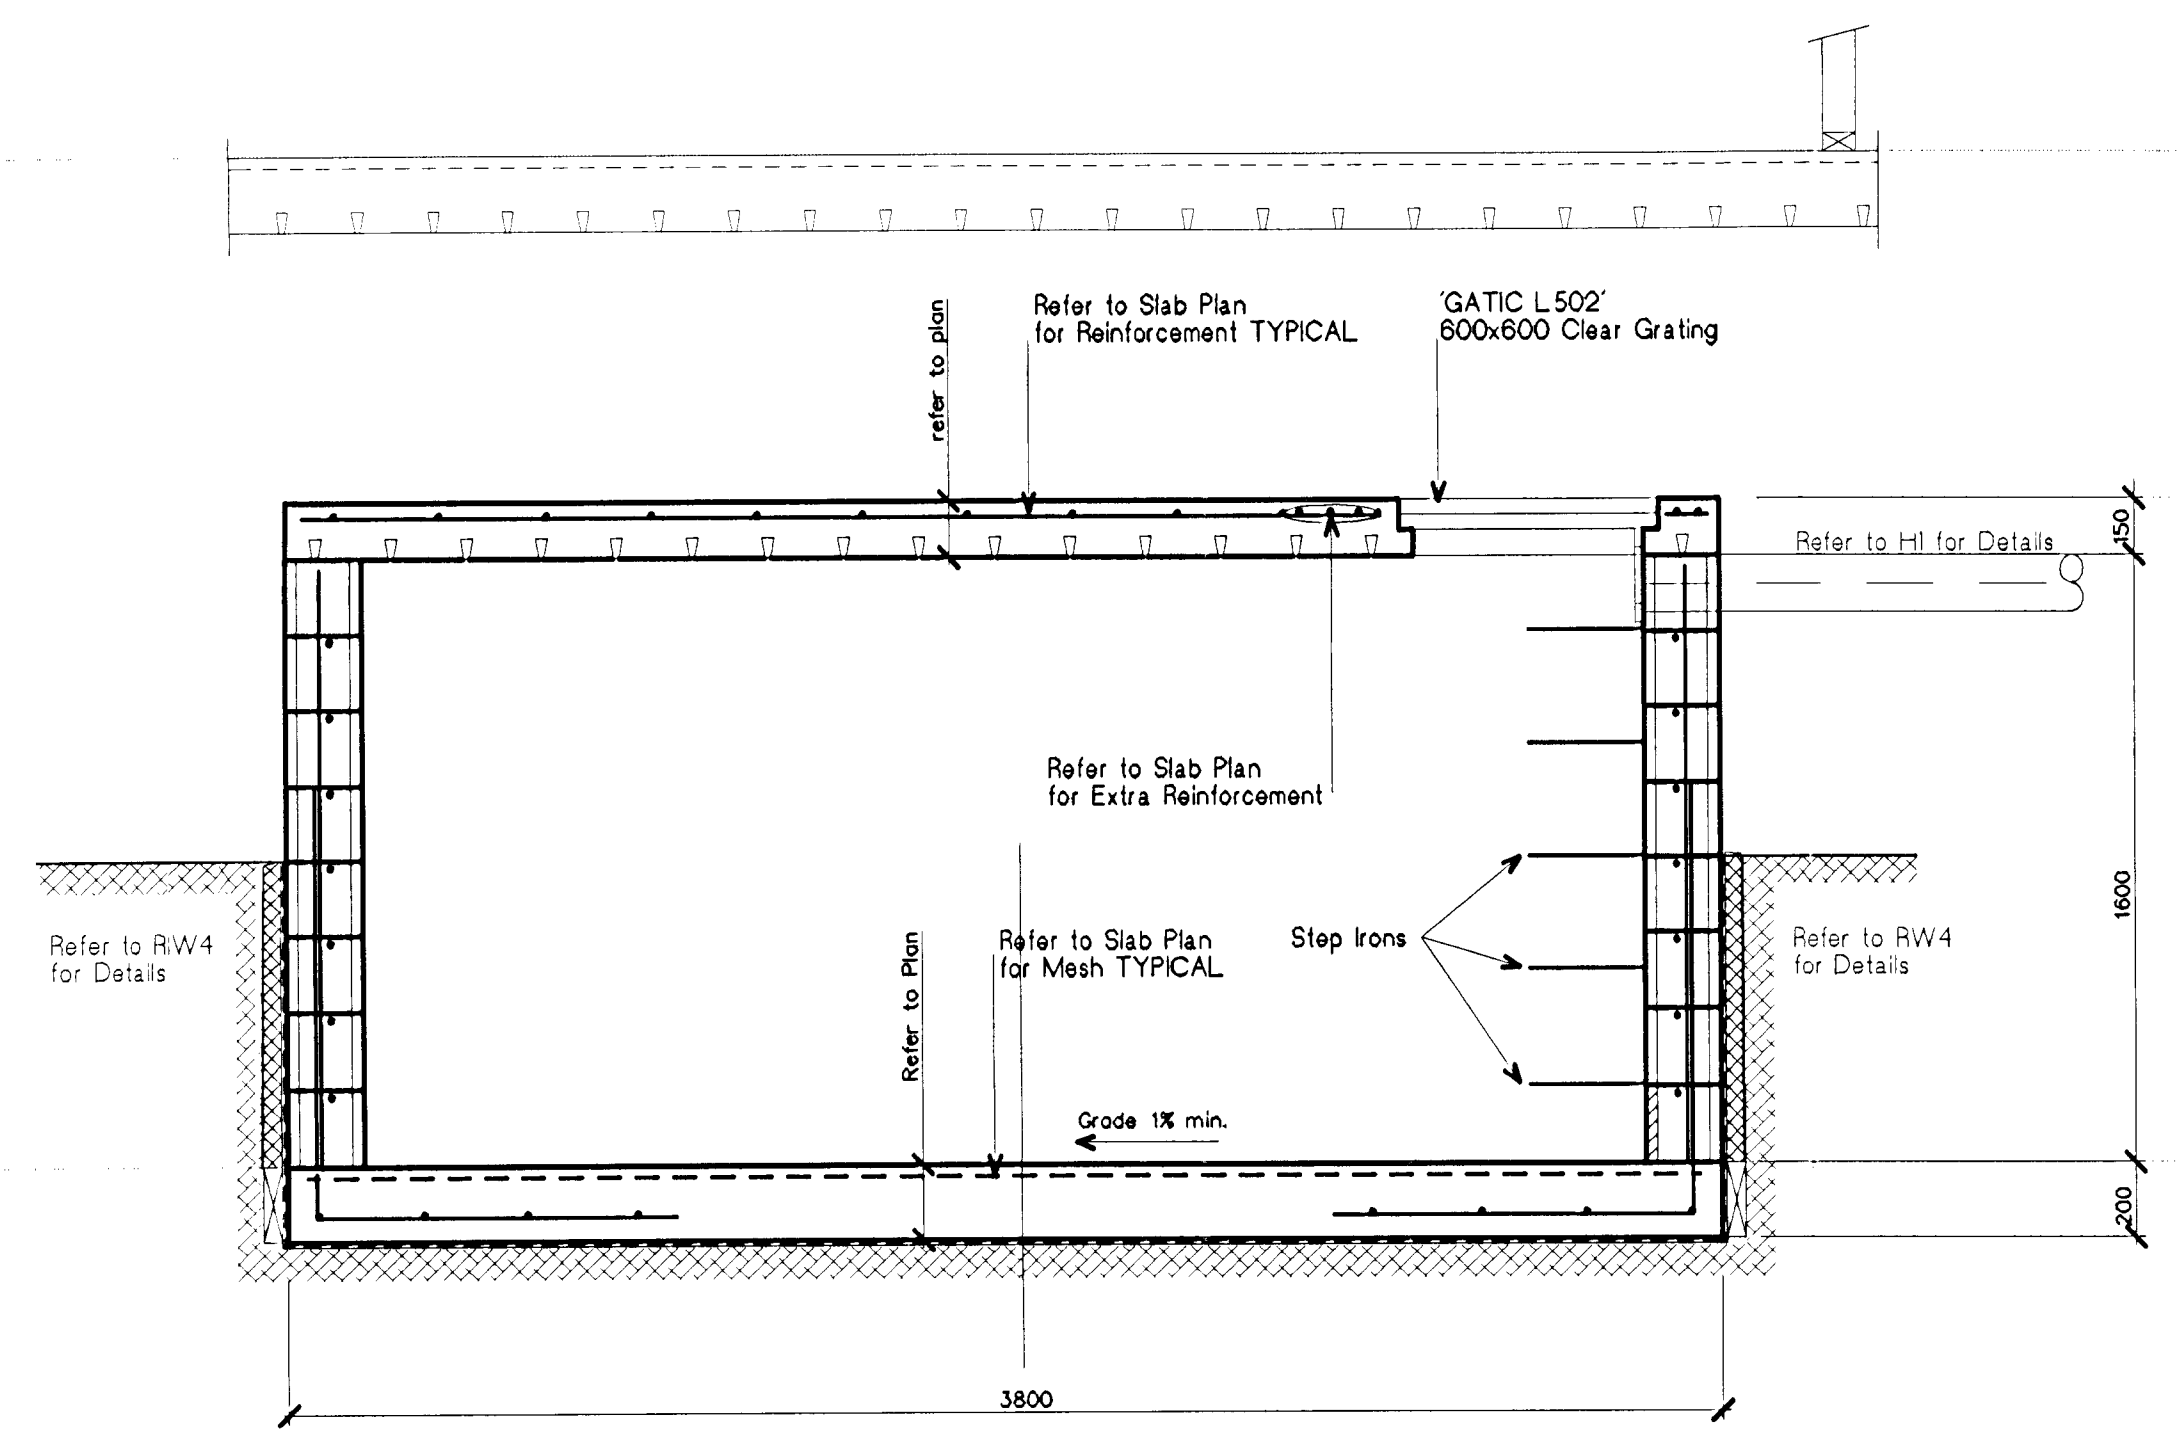 refer to plan
Refer to Slab Plan
for Reinforcement TYPICAL
'GATIC L502'
600x600 Clear Grating
150
Refer to H1 for Details
Refer to Slab Plan
for Extra Reinforcement
1600
Refer to RW4
for Details
Refer to Plan
Refer to Slab Plan
for Mesh TYPICAL
Step Irons
Refer to RW4
for Details
Grade 1% min.
200
3800